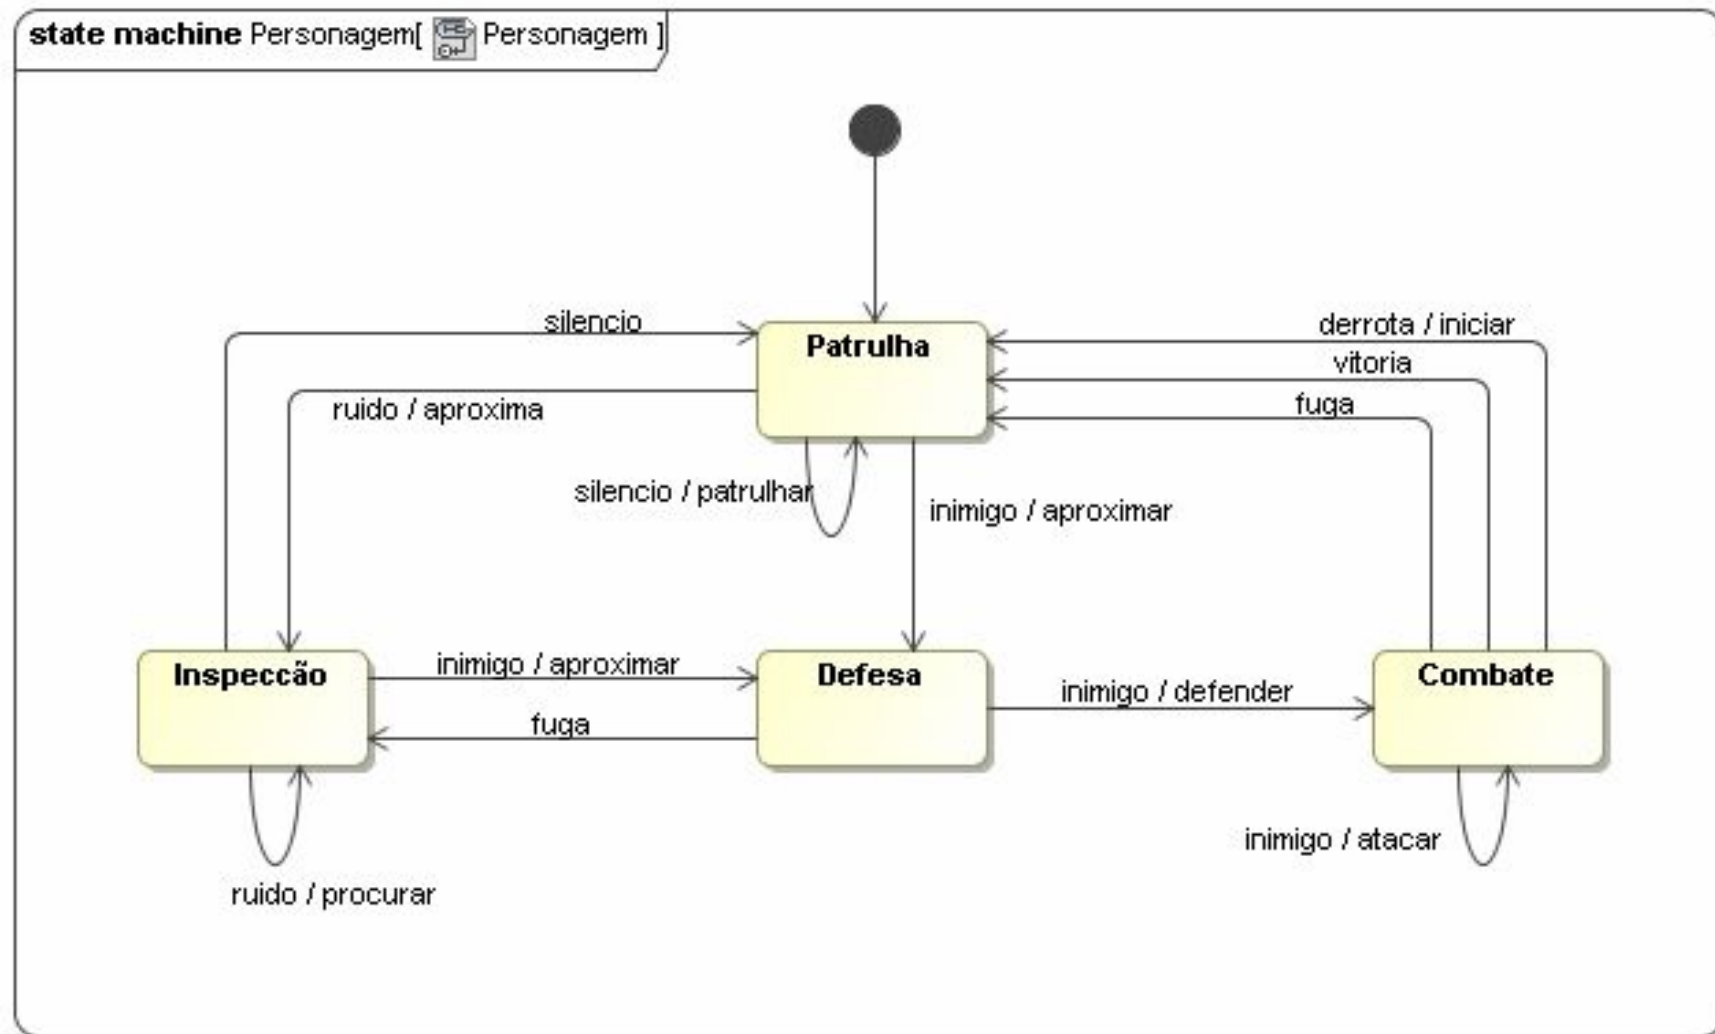 state machine Personagem[ Personagem ]
silencio
Patrulha
derrota / iniciar
vitoria
fuga
ruido / aproxima
silencio / patrulhar
inimigo / aproximar
Inspecção
inimigo / aproximar
Defesa
inimigo / defender
Combate
fuga
inimigo / atacar
ruido / procurar